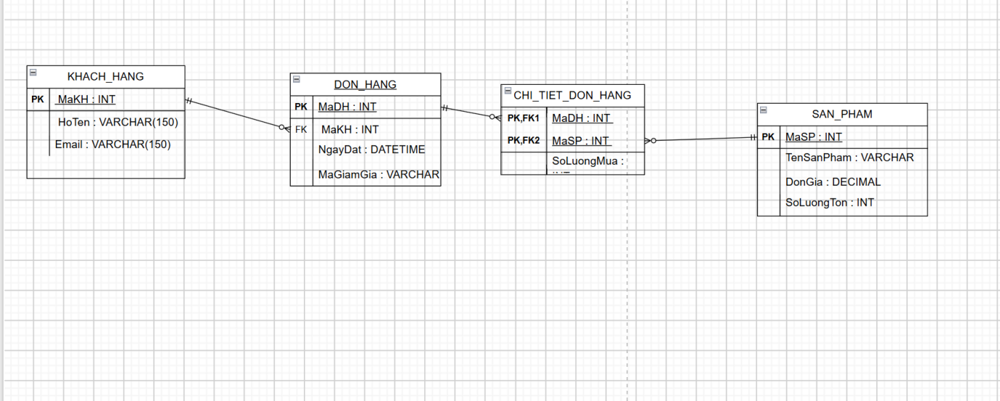 KHACH_HANG
PK MaKH : INT
HoTen : VARCHAR(150)
Email : VARCHAR(150)
DON_HANG
PK MaDH : INT
FK MaKH : INT
NgayDat : DATETIME
MaGiamGia : VARCHAR
CHI_TIET_DON_HANG
PK,FK1 MaDH : INT
PK,FK2 MaSP : INT
SoLuongMua :
SAN_PHAM
PK MaSP : INT
TenSanPham : VARCHAR
DonGia : DECIMAL
SoLuongTon : INT